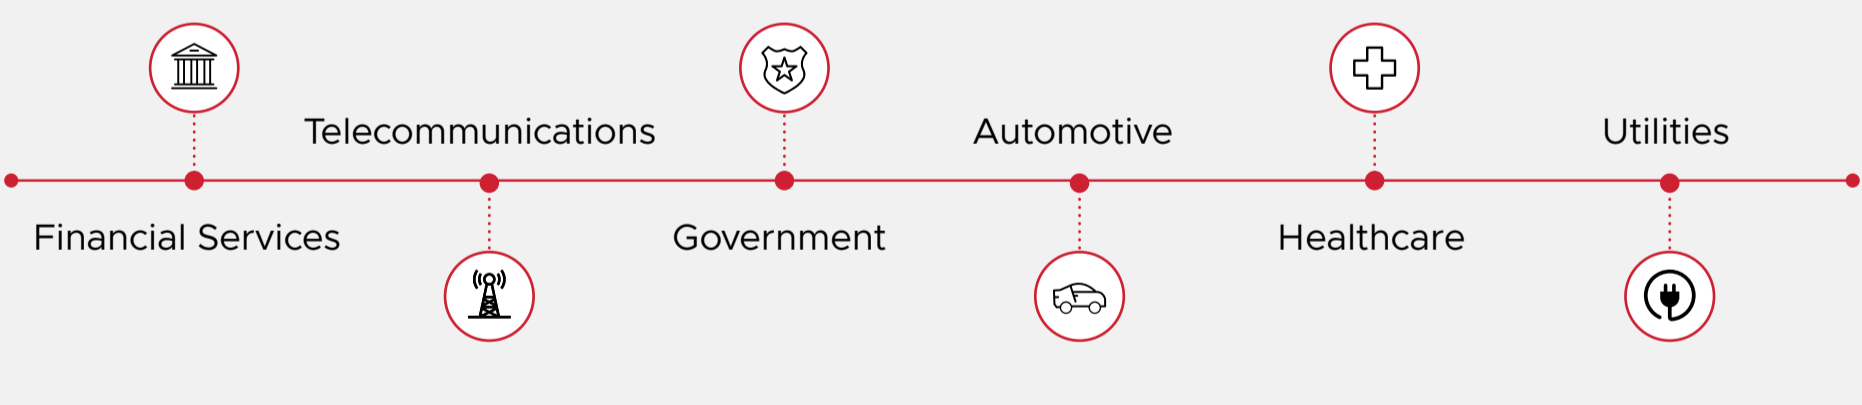 Financial Services
Telecommunications
Government
Automotive
Healthcare
Utilities